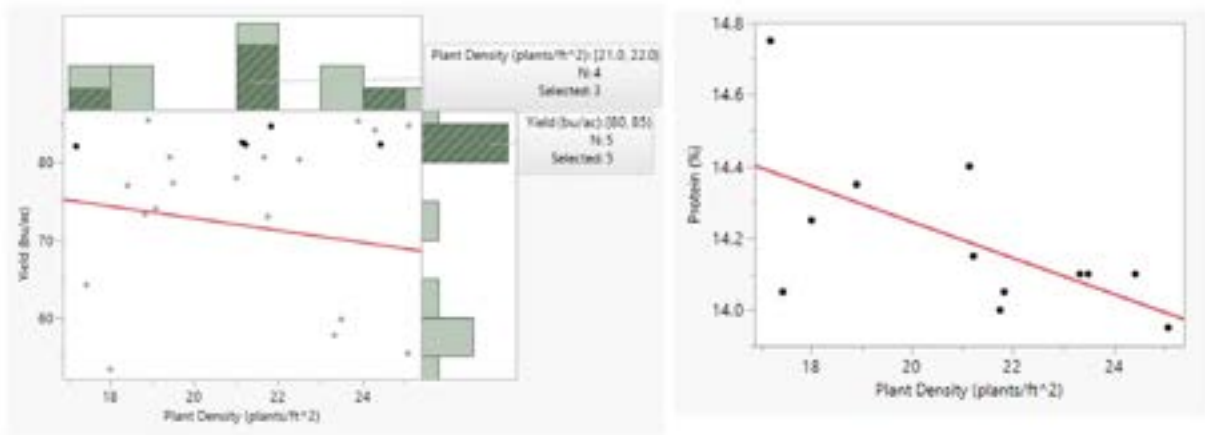 Plant Density (plants/ft^2): [21.0, 22.0)
N: 4
Selected: 3
Yield (bu/ac): [80, 85)
N: 5
Selected: 5
Yield (bu/ac)
80
70
60
18 20 22 24
Plant Density (plants/ft^2)
Protein (%)
14.8
14.6
14.4
14.2
14.0
18 20 22 24
Plant Density (plants/ft^2)